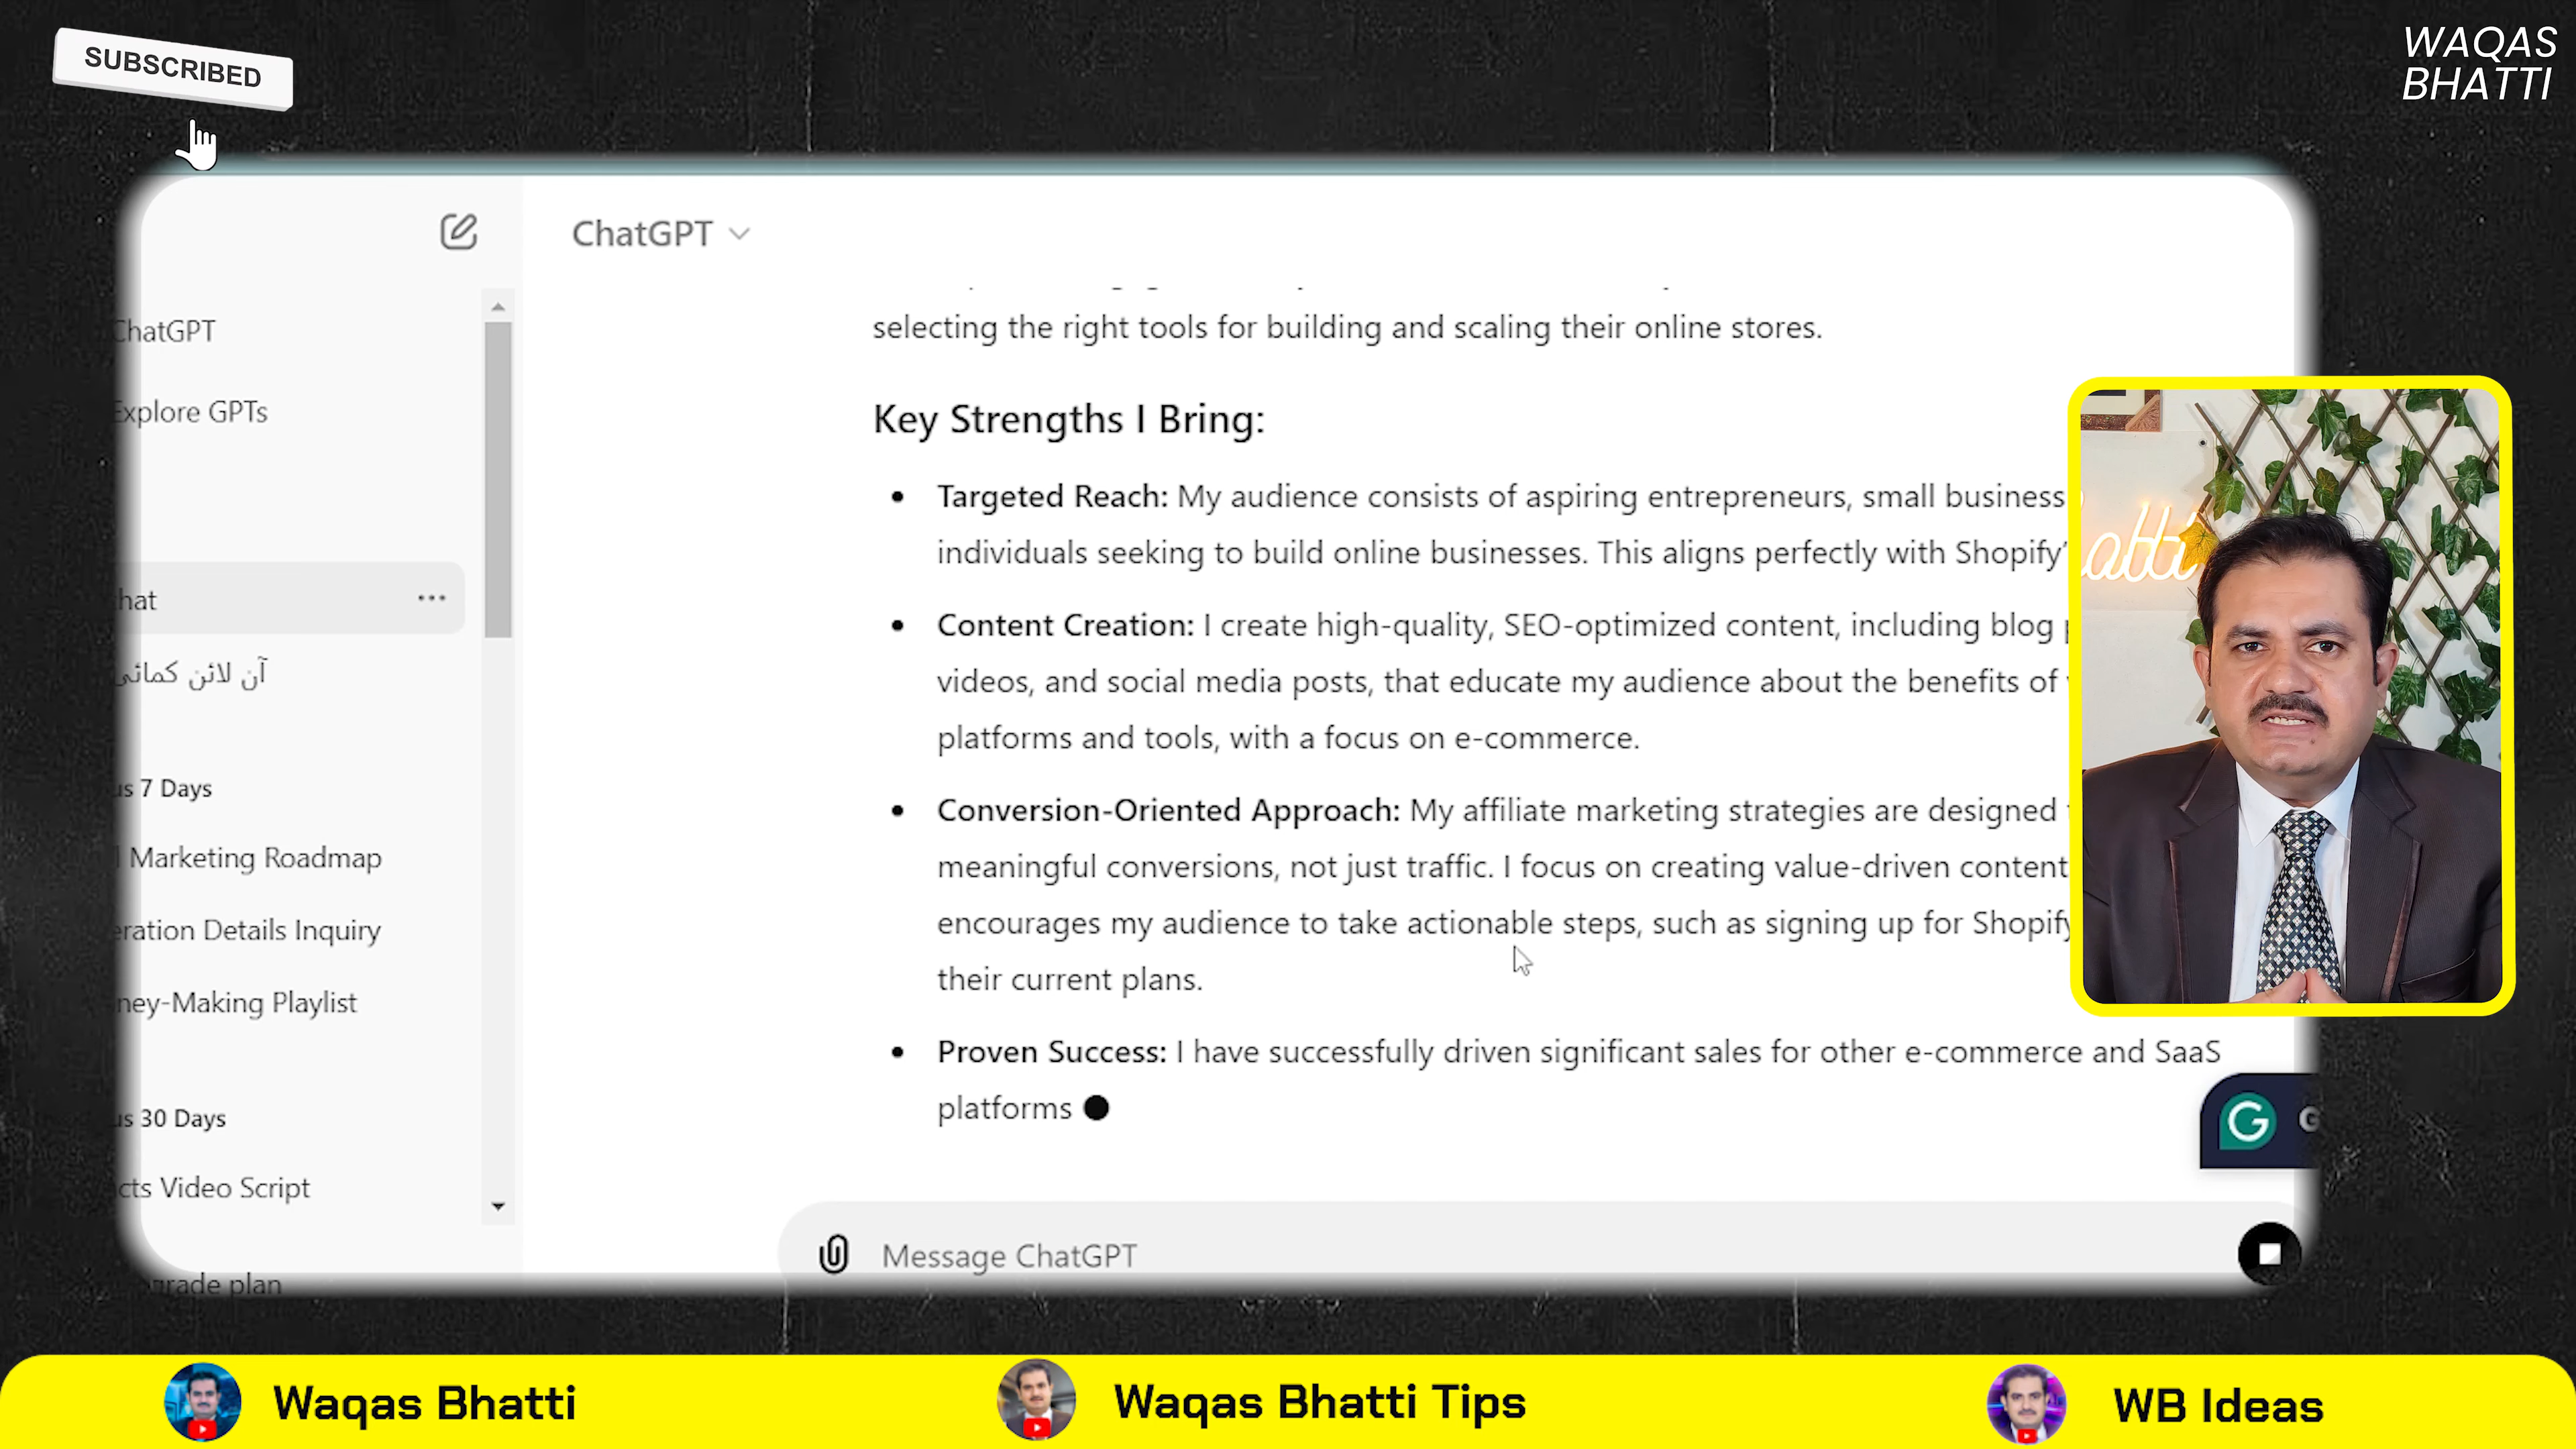 SUBSCRIBED
WAQAS
BHATTI
ChatGPT
ChatGPT
Explore GPTs
آن لائن کمائی
7 Days
Marketing Roadmap
Details Inquiry
Playlist
30 Days
Video Script
plan
selecting the right tools for building and scaling their online stores.
Key Strengths I Bring:
• Targeted Reach: My audience consists of aspiring entrepreneurs, small business
individuals seeking to build online businesses. This aligns perfectly with Shopify'
• Content Creation: I create high-quality, SEO-optimized content, including blog
videos, and social media posts, that educate my audience about the benefits of
platforms and tools, with a focus on e-commerce.
• Conversion-Oriented Approach: My affiliate marketing strategies are designed
meaningful conversions, not just traffic. I focus on creating value-driven content
encourages my audience to take actionable steps, such as signing up for Shopify
their current plans.
• Proven Success: I have successfully driven significant sales for other e-commerce and SaaS
platforms
Message ChatGPT
Waqas Bhatti
Waqas Bhatti Tips
WB Ideas